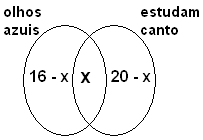 olhos
azuis
estudam
canto
16 - x
x
20 - x